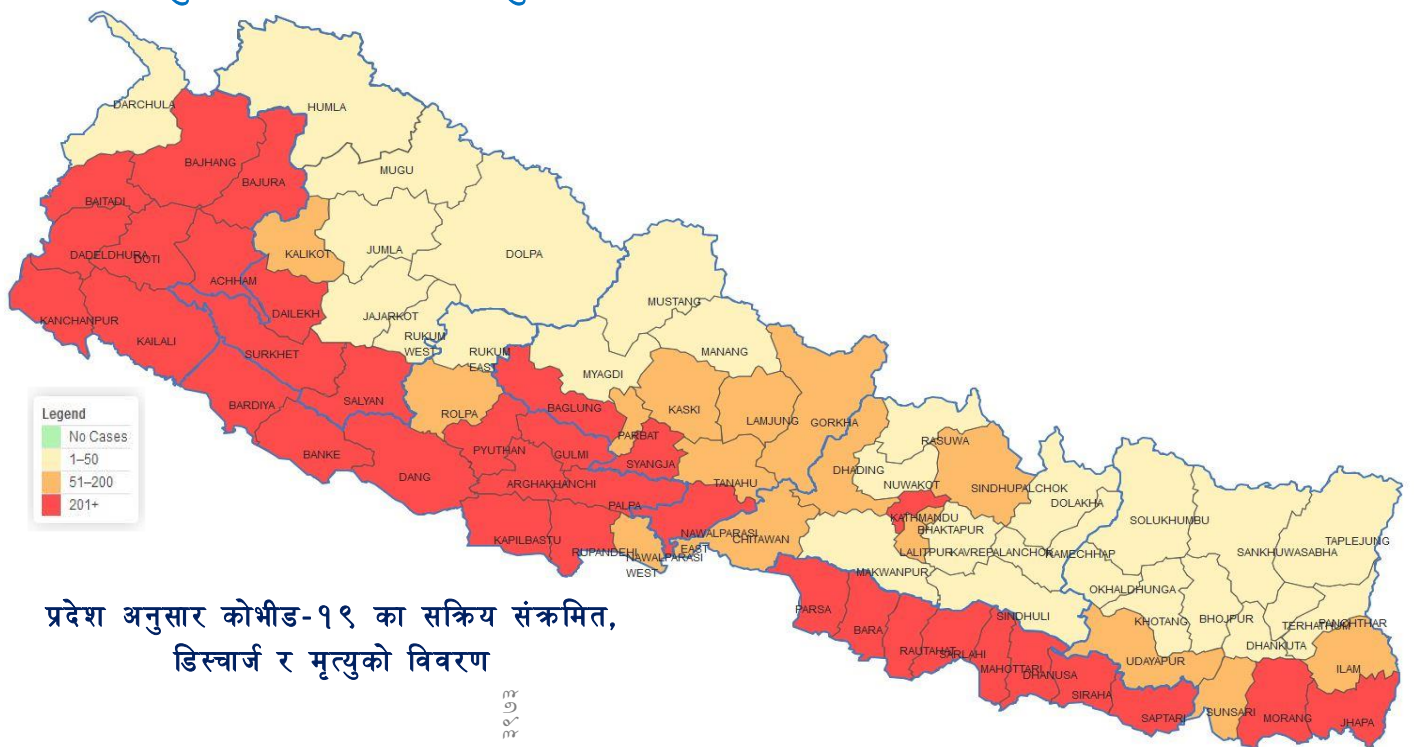 DARCHULA
HUMLA
BAJHANG
MUGU
BAJURA
BAITADI
DADELDHURA
DOTI
KALIKOT
JUMLA
DOLPA
ACHHAM
MUSTANG
DAILEKH
JAJARKOT
KANCHANPUR
RUKUM
WEST
KAILALI
SURKHET
RUKUM
EAST
MANANG
MYAGDI
SALYAN
BARDIYA
ROLPA
BAGLUNG
KASKI
LAMJUNG
GORKHA
PARBAT
RASUWA
PYUTHAN
GULMI
BANKE
SYANGJA
DHADING
DANG
ARGHAKHANCHI
TANAHU
NUWAKOT
SINDHUPALCHOK
DOLAKHA
PALPA
KATHMANDU
SOLUKHUMBU
BHAKTAPUR
NAWALPARASI
EAST
KAPILBASTU
CHITAWAN
TAPLEJUNG
RUPANDEHI
NAWALPARASI
WEST
LALITPUR
KAVREPALANCHOK
RAMECHHAP
SANKHUWASABHA
MAKWANPUR
OKHALDHUNGA
PARSA
SINDHULI
KHOTANG
BHOJPUR
TERHATHUM
PANCHTHAR
BARA
DHANKUTA
RAUTAHAT
SARLAHI
UDAYAPUR
MAHOTTARI
ILAM
DHANUSA
SIRAHA
SAPTARI
SUNSARI
MORANG
JHAPA
Legend
No Cases
1–50
51–200
201+
प्रदेश अनुसार कोभीड-१९ का सक्रिय संक्रमित,
डिस्चार्ज र मृत्युको विवरण